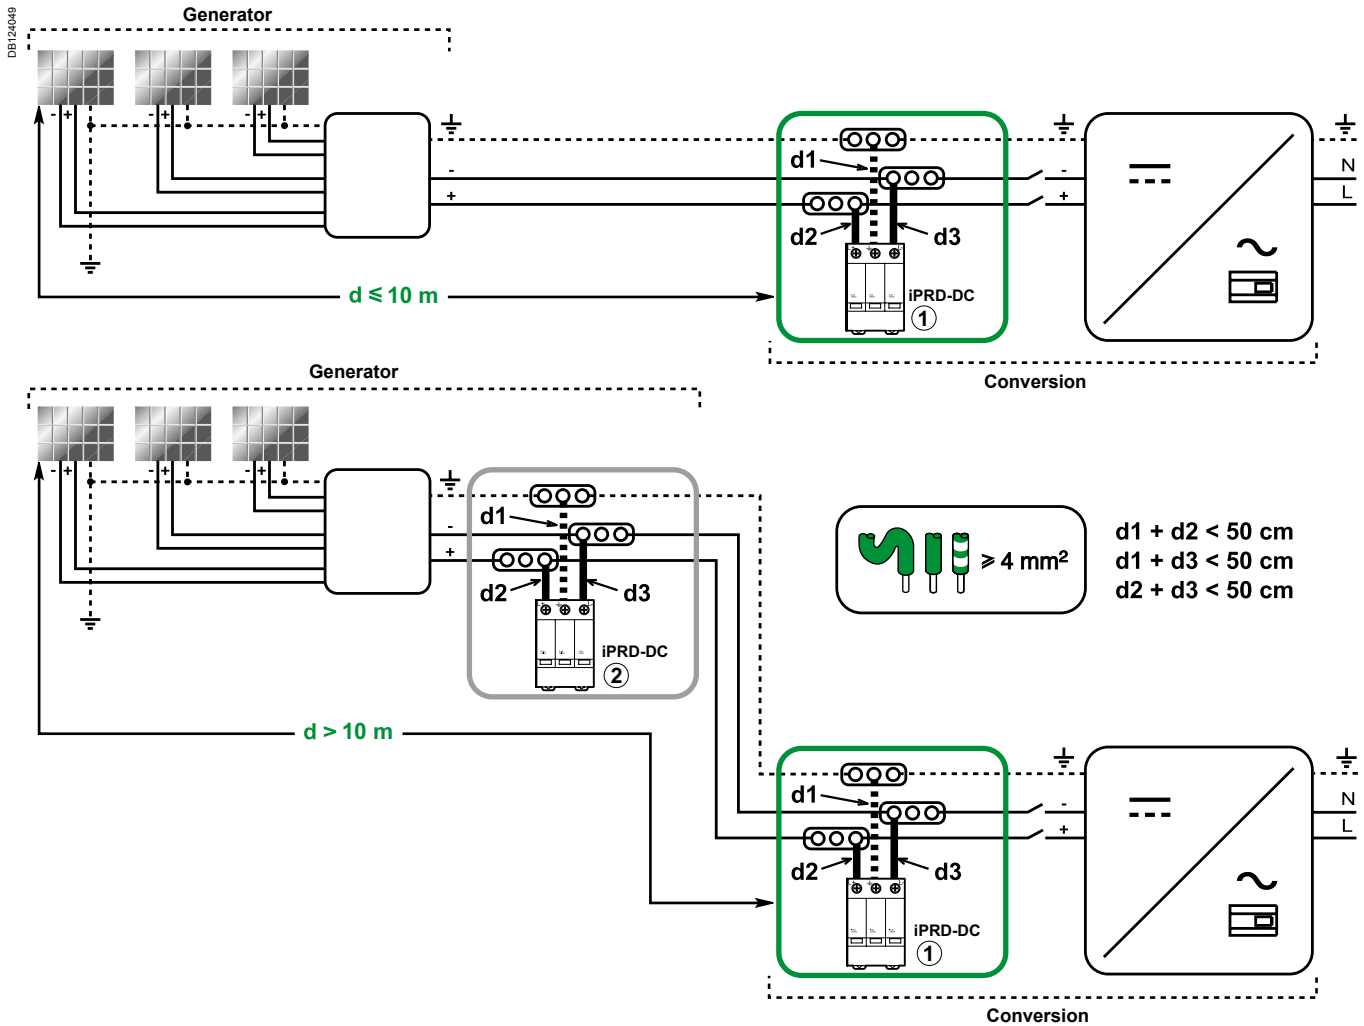 DB124049
Generator
- + - + - +
-
+
d1
d2
d3
iPRD-DC
1
-
+
N
L
d ≤ 10 m
Conversion
Generator
- + - + - +
-
+
d1
d2
d3
iPRD-DC
2
≥ 4 mm²
d1 + d2 < 50 cm
d1 + d3 < 50 cm
d2 + d3 < 50 cm
d > 10 m
d1
d2
d3
iPRD-DC
1
-
+
N
L
Conversion